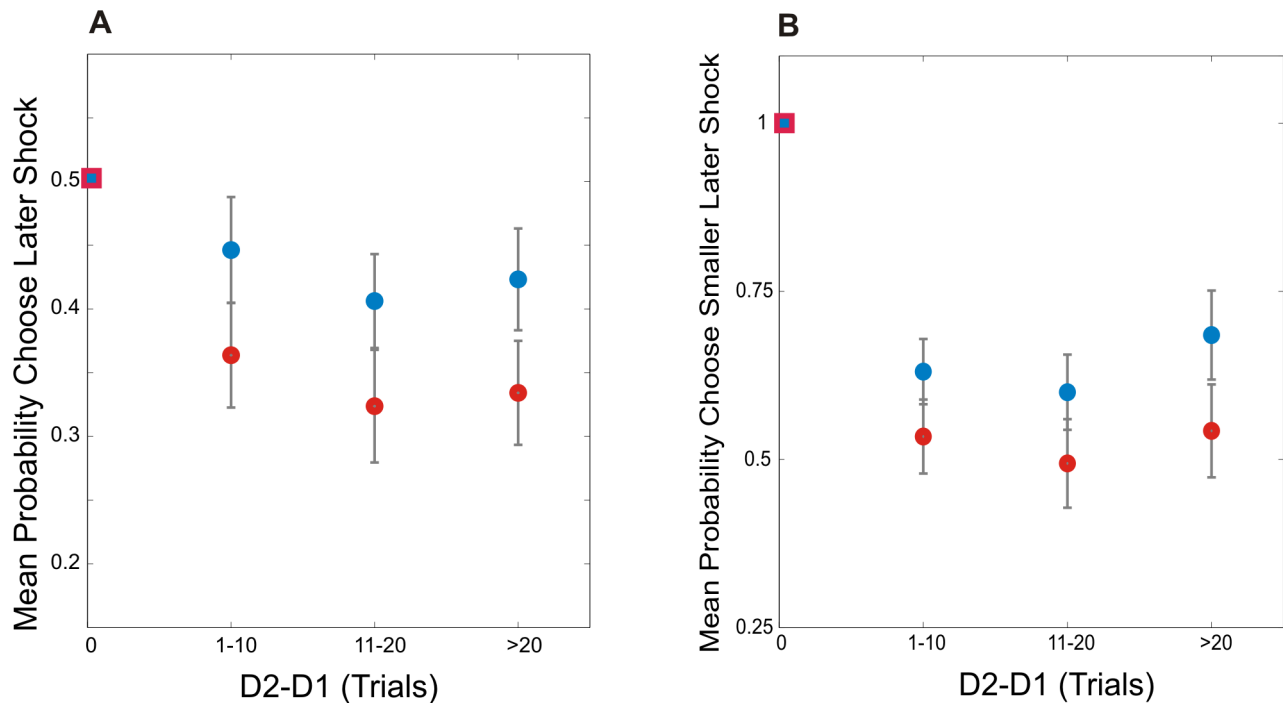 A
Mean Probability Choose Later Shock
0.5
0.4
0.3
0.2
0
1-10
11-20
>20
D2-D1 (Trials)
B
Mean Probability Choose Smaller Later Shock
1
0.75
0.5
0.25
0
1-10
11-20
>20
D2-D1 (Trials)